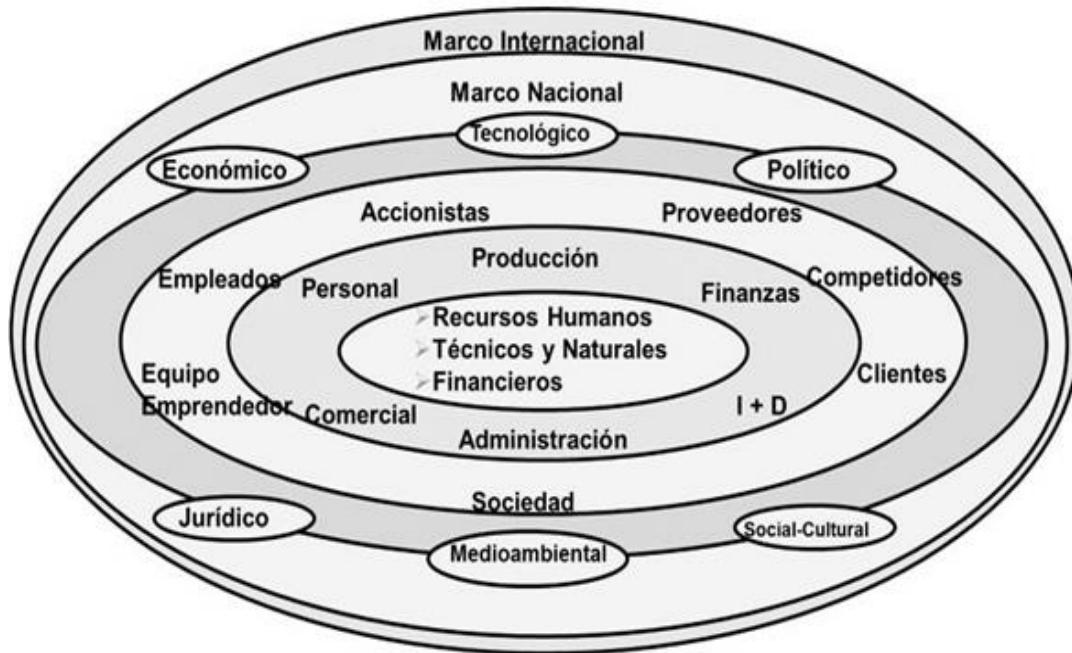 Marco Internacional
Marco Nacional
Tecnológico
Económico
Político
Accionistas
Proveedores
Producción
Empleados
Competidores
Personal
Finanzas
Recursos Humanos
Técnicos y Naturales
Financieros
Equipo
Emprendedor
Clientes
Comercial
I + D
Administración
Sociedad
Jurídico
Social-Cultural
Medioambiental